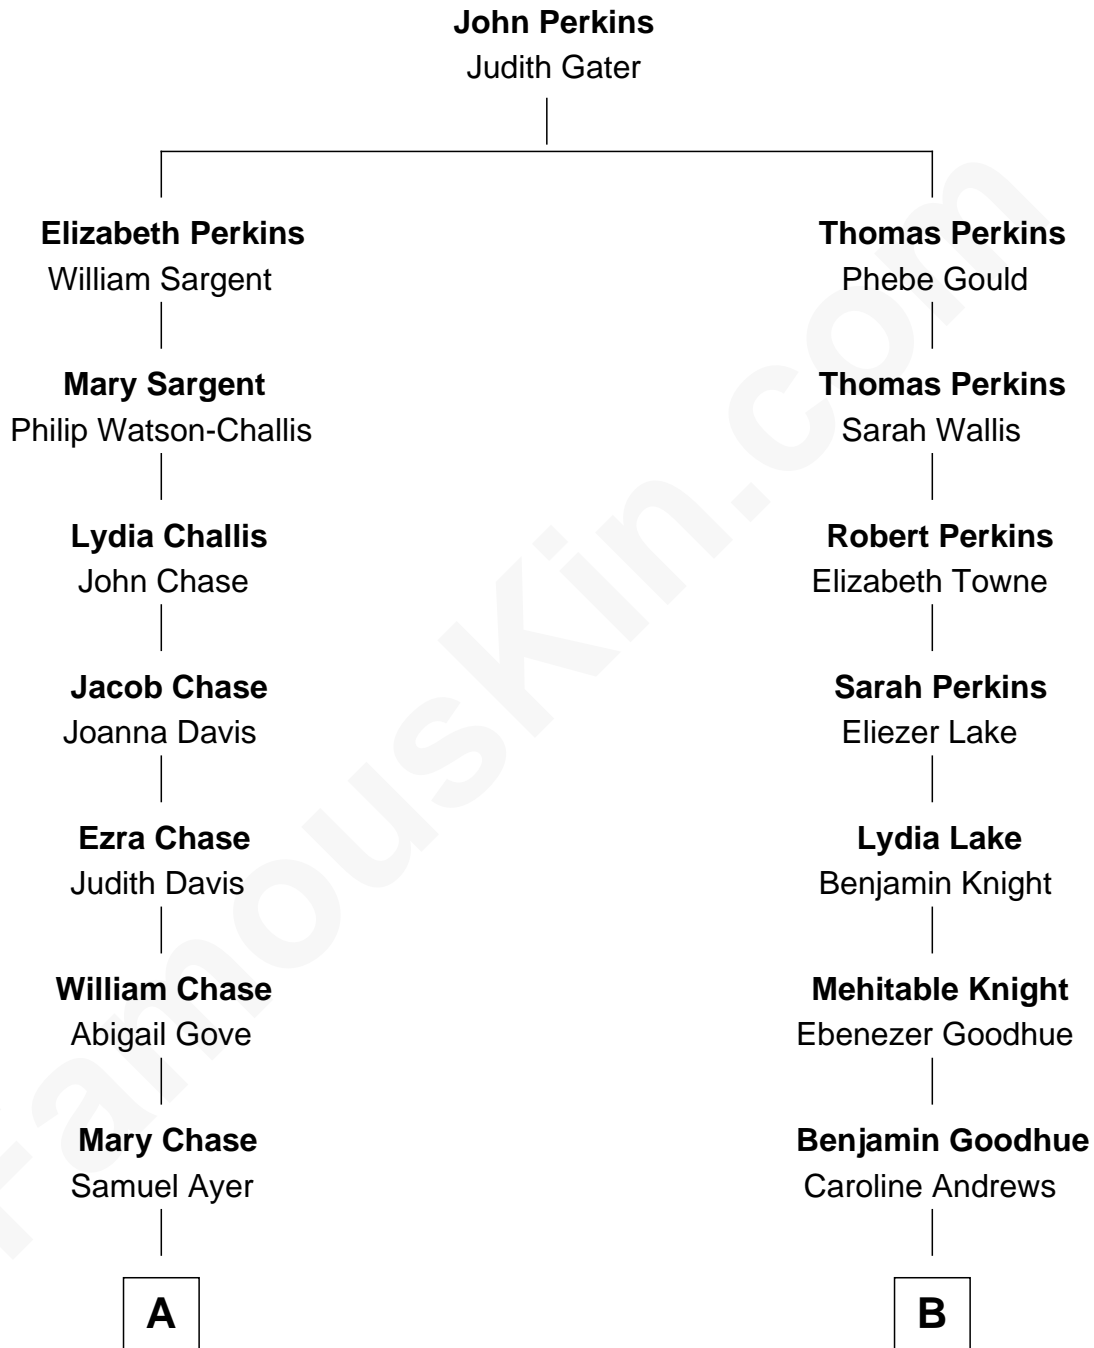 John Perkins
Judith Gater
Elizabeth Perkins
William Sargent
Thomas Perkins
Phebe Gould
Mary Sargent
Philip Watson-Challis
Thomas Perkins
Sarah Wallis
Lydia Challis
John Chase
Robert Perkins
Elizabeth Towne
Jacob Chase
Joanna Davis
Sarah Perkins
Eliezer Lake
Ezra Chase
Judith Davis
Lydia Lake
Benjamin Knight
William Chase
Abigail Gove
Mehitable Knight
Ebenezer Goodhue
Mary Chase
Samuel Ayer
Benjamin Goodhue
Caroline Andrews
A
B
FamousKin.com